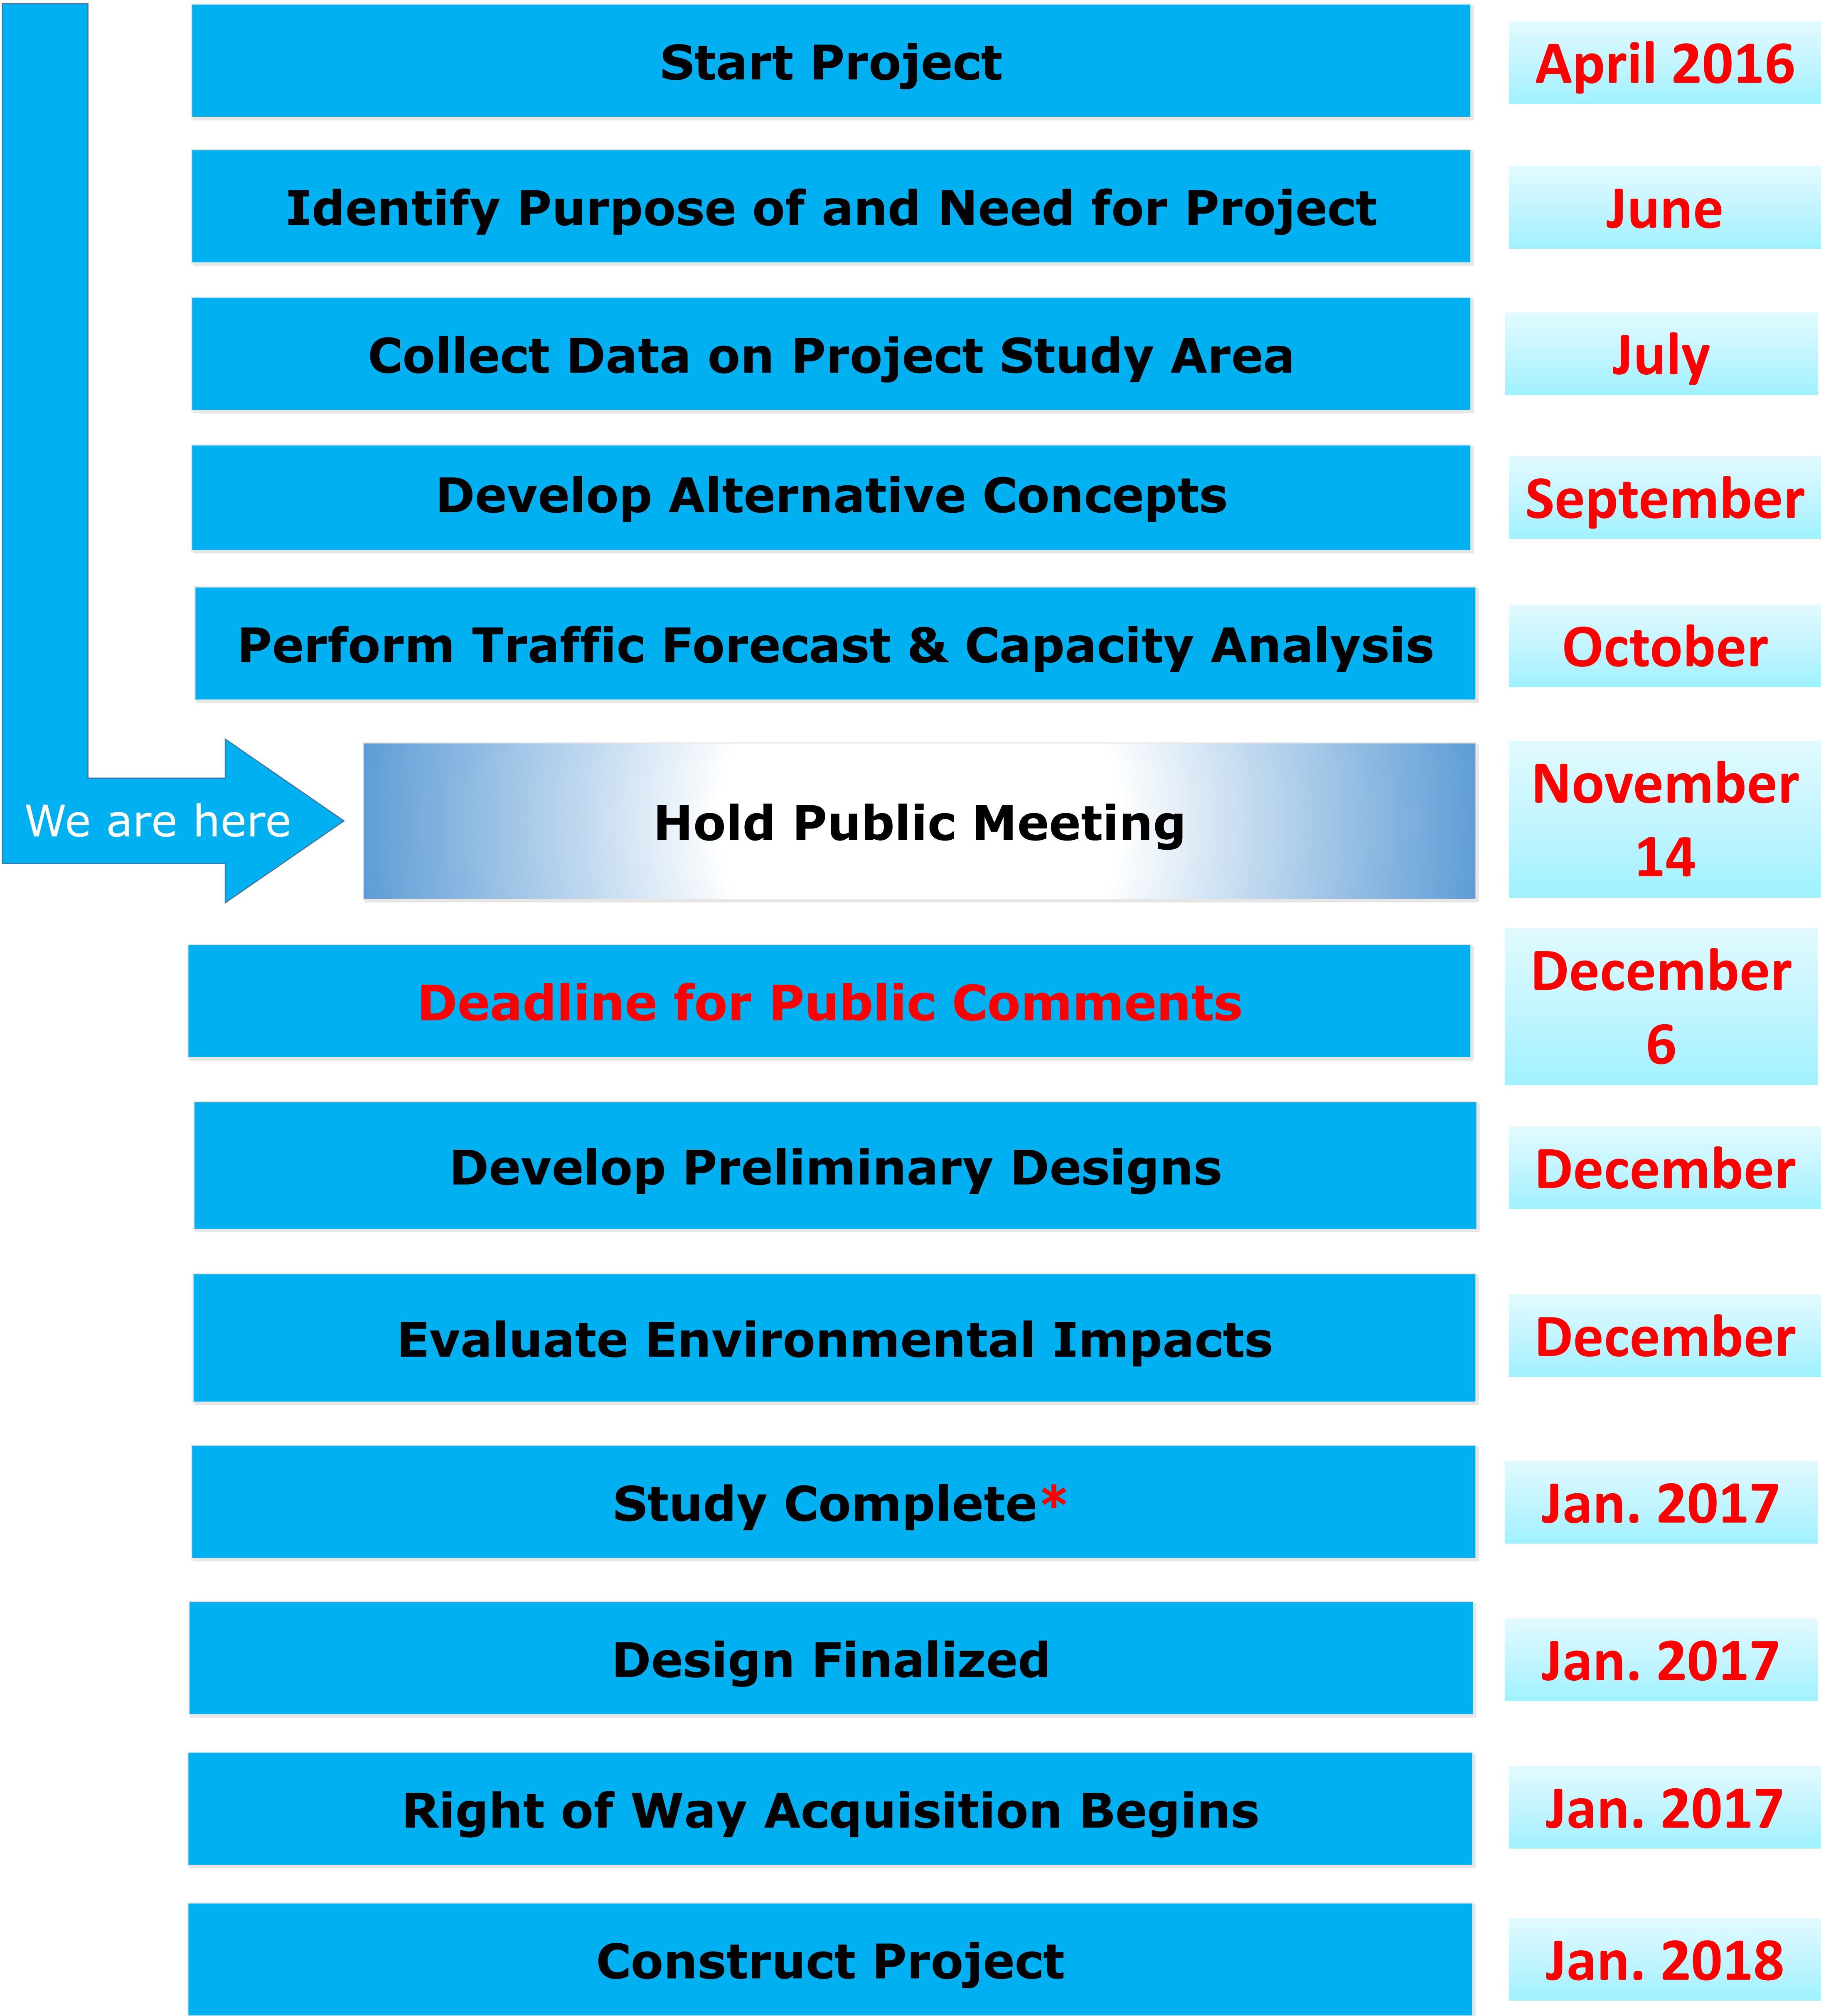 Start Project
April 2016
Identify Purpose of and Need for Project
June
Collect Data on Project Study Area
July
Develop Alternative Concepts
September
Perform Traffic Forecast & Capacity Analysis
October
We are here
Hold Public Meeting
November
14
Deadline for Public Comments
December
6
Develop Preliminary Designs
December
Evaluate Environmental Impacts
December
Study Complete*
Jan. 2017
Design Finalized
Jan. 2017
Right of Way Acquisition Begins
Jan. 2017
Construct Project
Jan. 2018